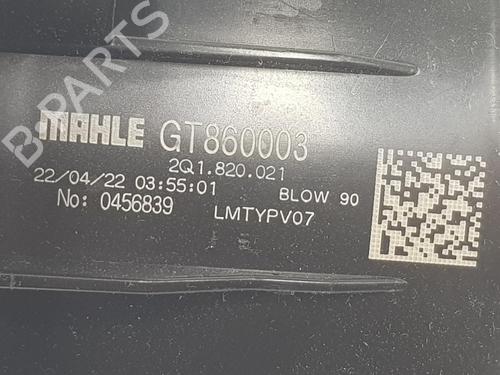 B-PARTS
MAHLE GT860003
2Q1.820.021
22/04/22 03:55:01 BLOW 90
No: 0456839 LMTYPV07